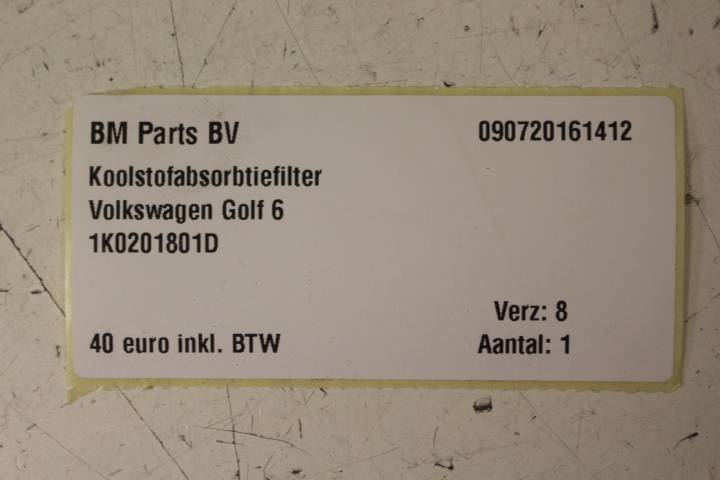 BM Parts BV 090720161412
Koolstofabsorbtiefilter
Volkswagen Golf 6
1K0201801D
Verz: 8
40 euro inkl. BTW Aantal: 1